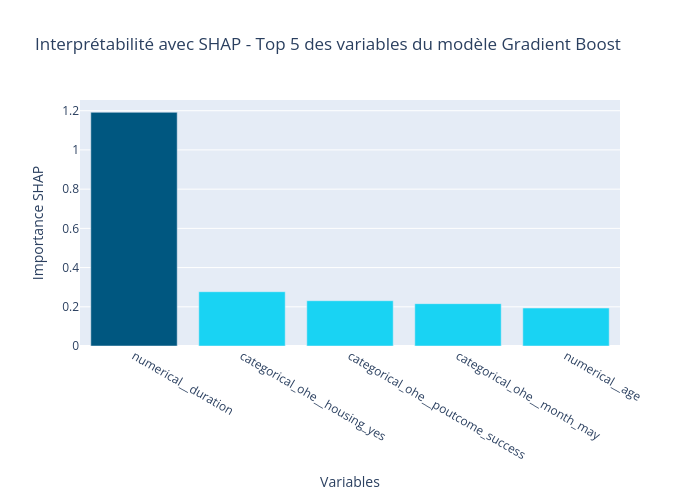 Interprétabilité avec SHAP - Top 5 des variables du modèle Gradient Boost
Importance SHAP
1.2
1
0.8
0.6
0.4
0.2
0
numerical__duration
categorical_ohe__housing_yes
categorical_ohe__poutcome_success
categorical_ohe__month_may
numerical__age
Variables